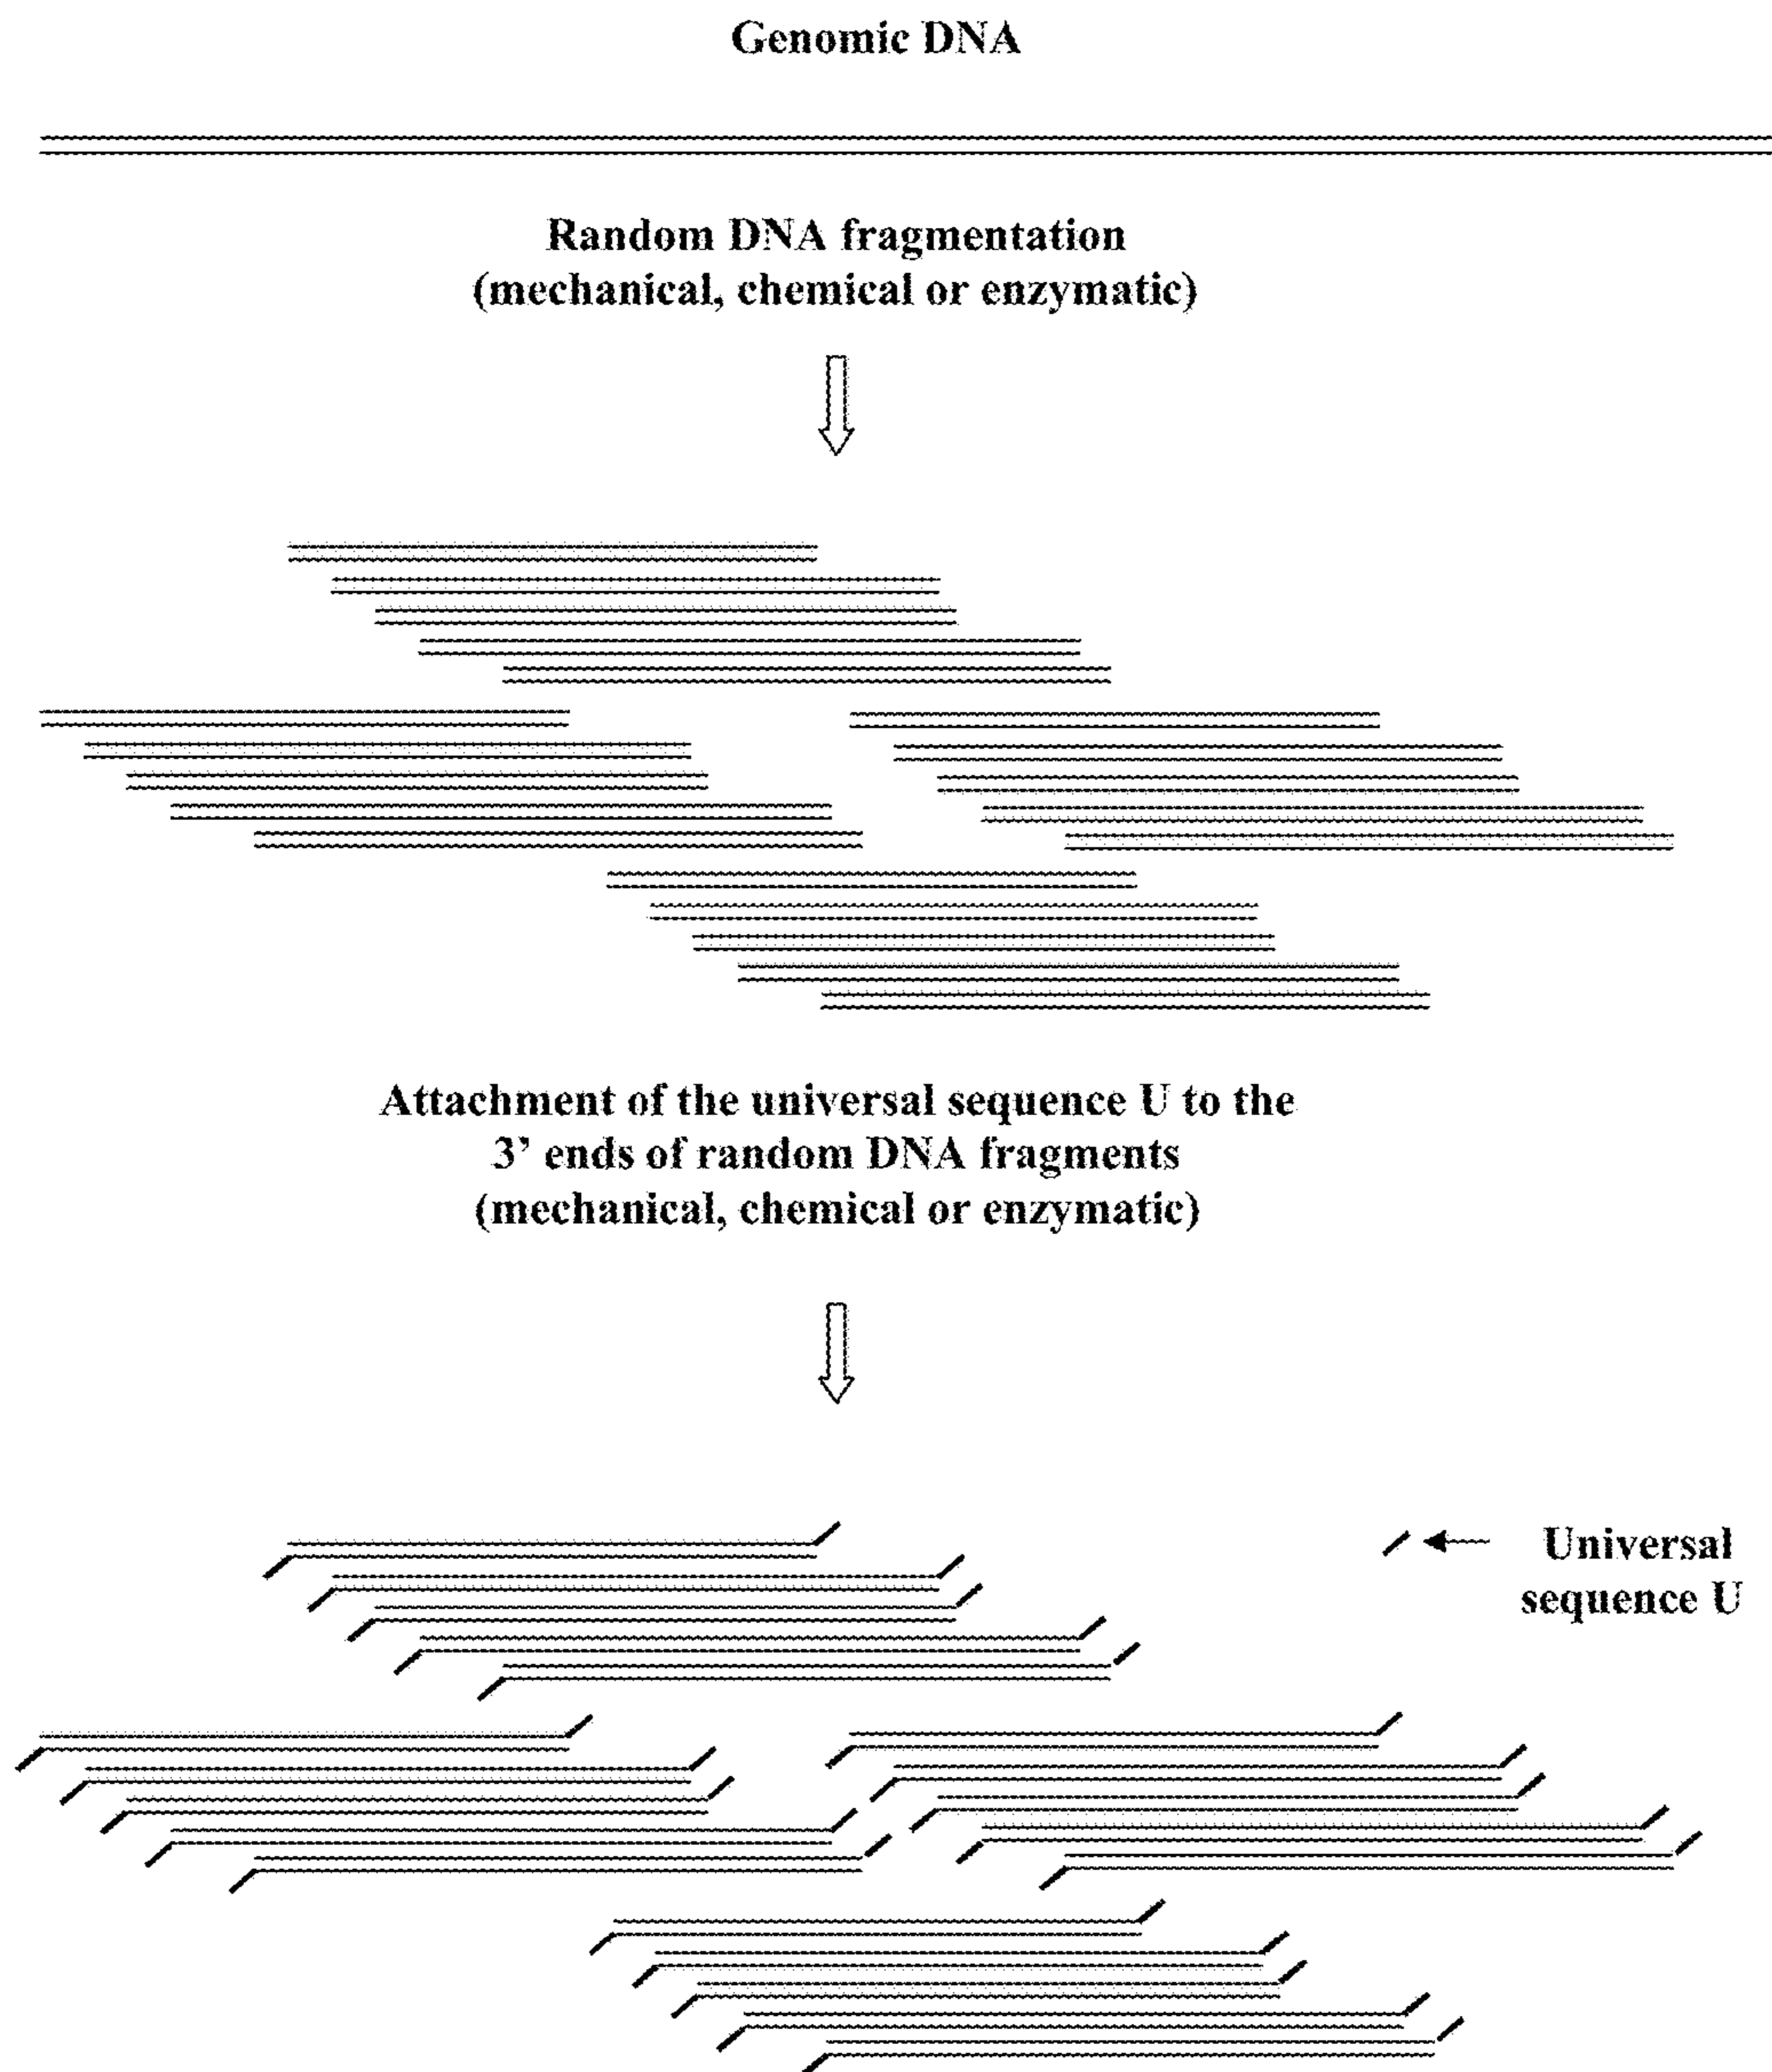 Genomic DNA
Random DNA fragmentation
(mechanical, chemical or enzymatic)
Attachment of the universal sequence U to the
3’ ends of random DNA fragments
(mechanical, chemical or enzymatic)
Universal
sequence U